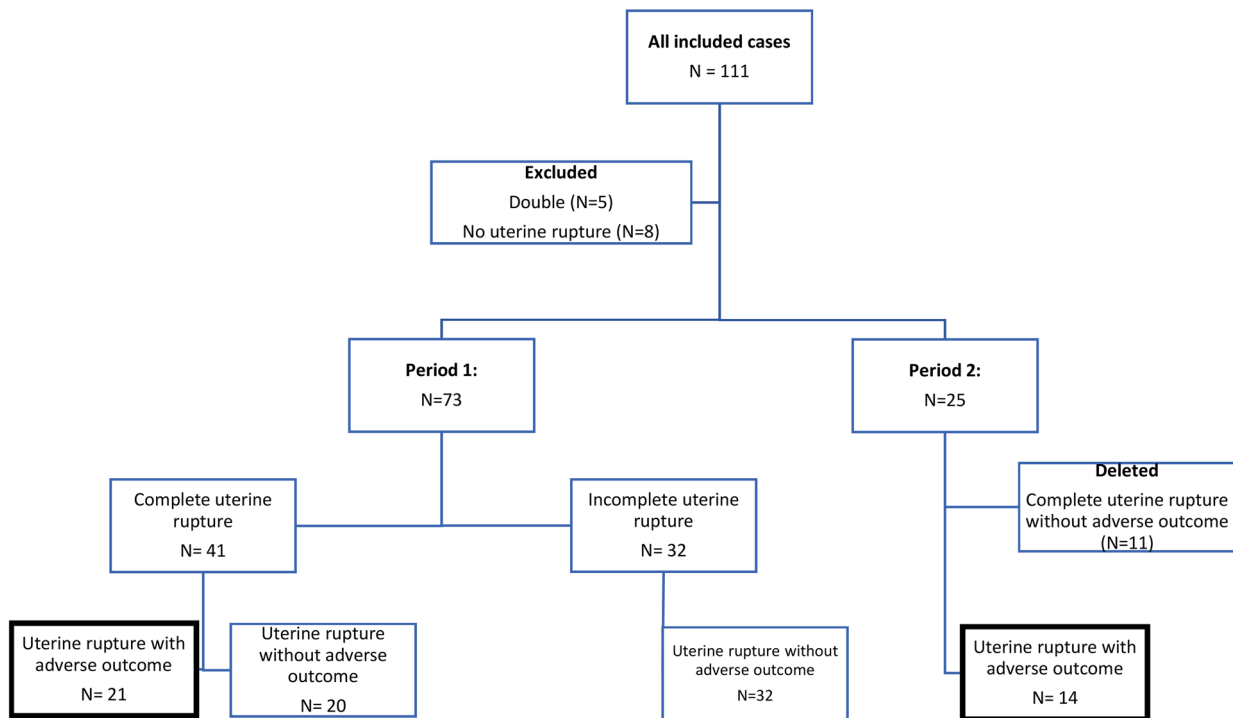 All included cases
N = 111
Excluded
Double (N=5)
No uterine rupture (N=8)
Period 1:
N=73
Period 2:
N=25
Deleted
Complete uterine rupture
without adverse outcome
(N=11)
Complete uterine
rupture
N= 41
Incomplete uterine
rupture
N= 32
Uterine rupture with
adverse outcome
N= 21
Uterine rupture
without adverse
outcome
N= 20
Uterine rupture without
adverse outcome
N=32
Uterine rupture with
adverse outcome
N= 14